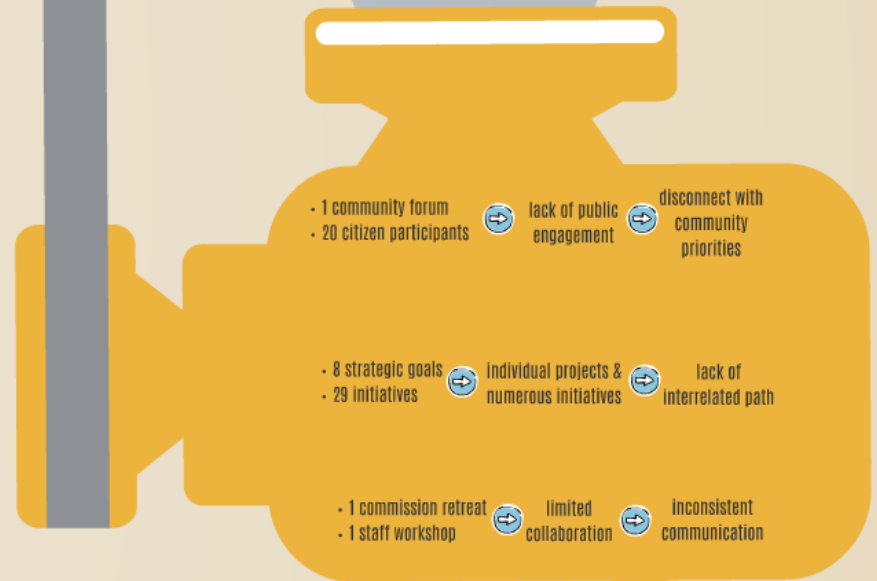 • 1 community forum
• 20 citizen participants
lack of public
engagement
disconnect with
community
priorities
• 8 strategic goals
• 29 initiatives
individual projects &
numerous initiatives
lack of
interrelated path
• 1 commission retreat
• 1 staff workshop
limited
collaboration
inconsistent
communication